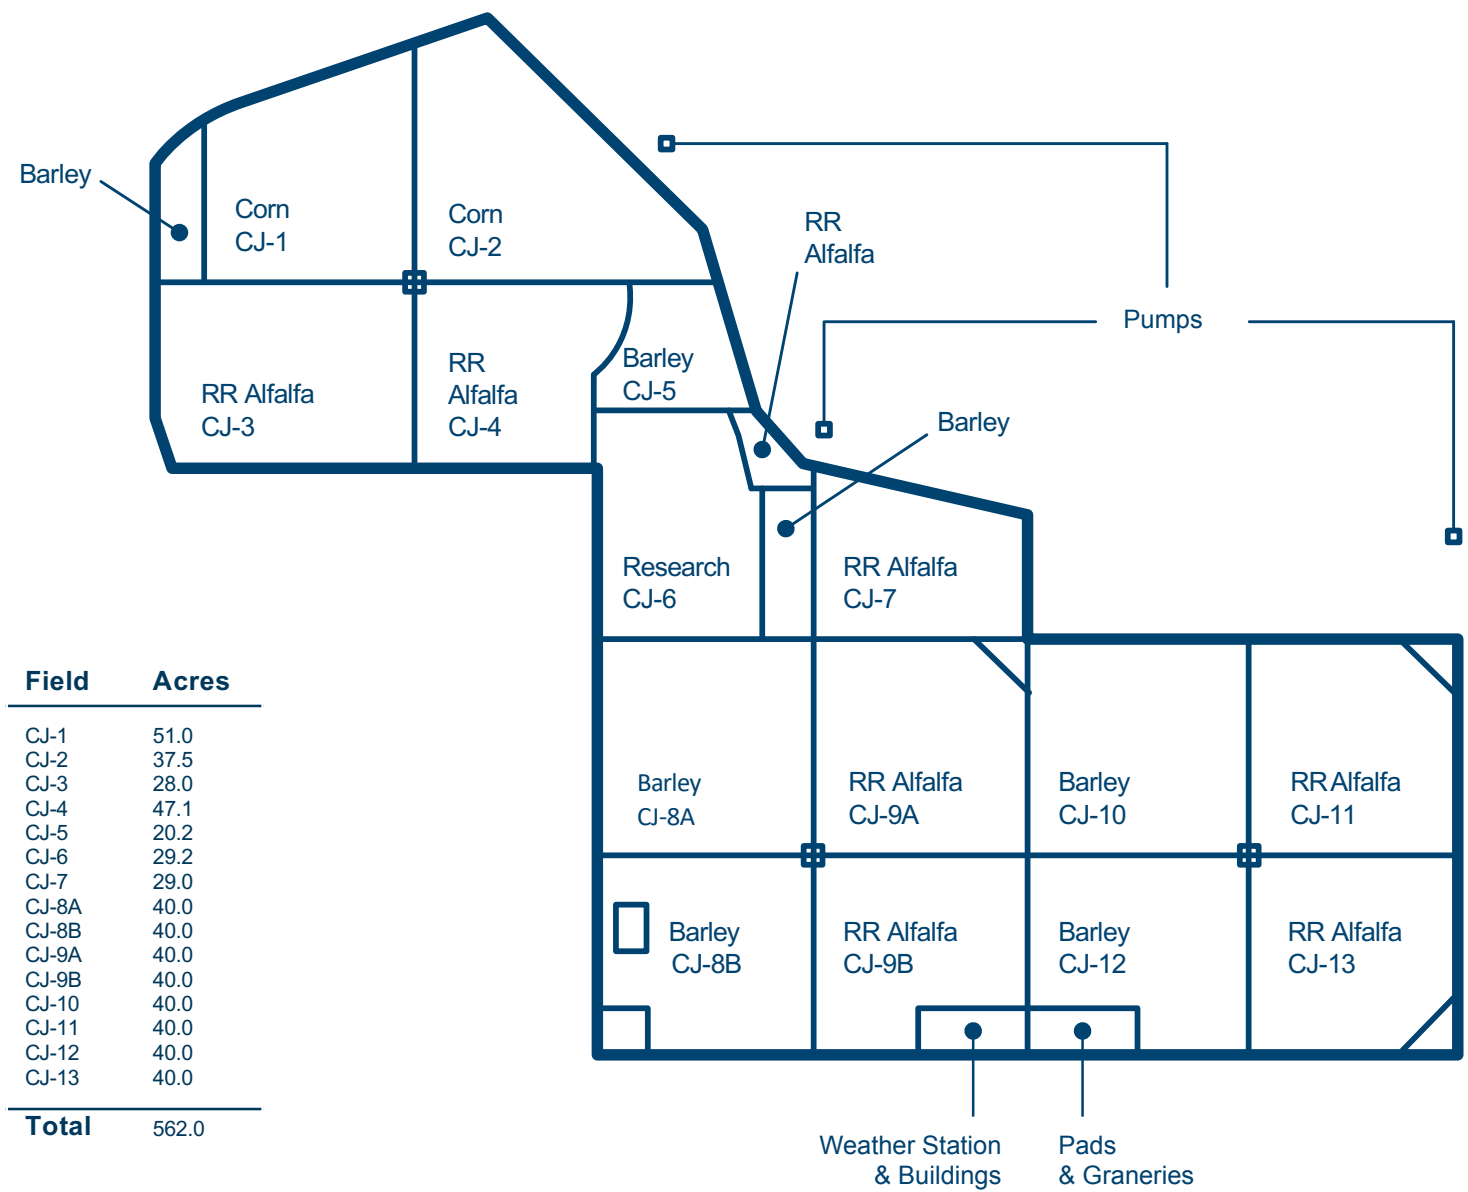 Barley
Corn
CJ-1
Corn
CJ-2
RR
Alfalfa
Pumps
RR Alfalfa
CJ-3
RR
Alfalfa
CJ-4
Barley
CJ-5
Barley
Research
CJ-6
RR Alfalfa
CJ-7
Barley
CJ-8A
RR Alfalfa
CJ-9A
Barley
CJ-10
RR Alfalfa
CJ-11
Barley
CJ-8B
RR Alfalfa
CJ-9B
Barley
CJ-12
RR Alfalfa
CJ-13
Weather Station
& Buildings
Pads
& Graneries
Field Acres
CJ-1 51.0
CJ-2 37.5
CJ-3 28.0
CJ-4 47.1
CJ-5 20.2
CJ-6 29.2
CJ-7 29.0
CJ-8A 40.0
CJ-8B 40.0
CJ-9A 40.0
CJ-9B 40.0
CJ-10 40.0
CJ-11 40.0
CJ-12 40.0
CJ-13 40.0
Total 562.0